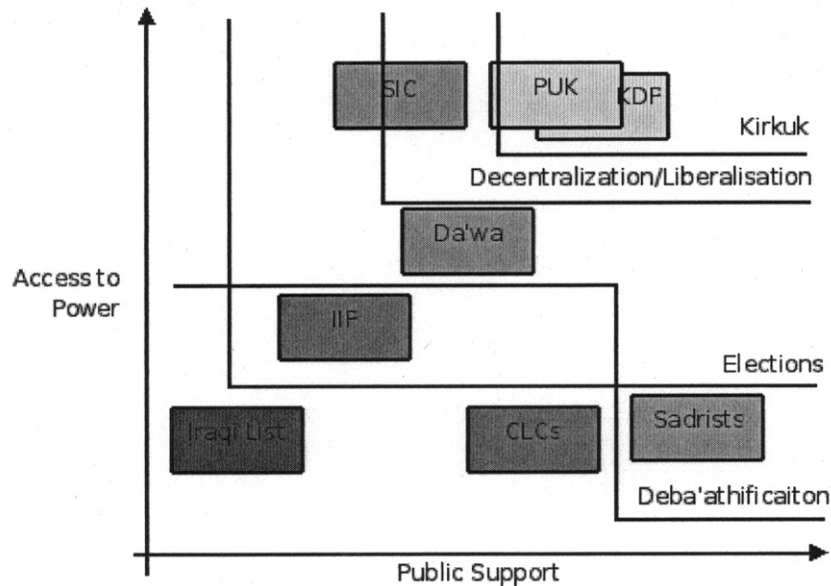 SIC
PUK
KDP
Kirkuk
Decentralization/Liberalisation
Da'wa
Access to
Power
IIF
Elections
Iraqi List
CLCs
Sadrists
Deba'athificaiton
Public Support